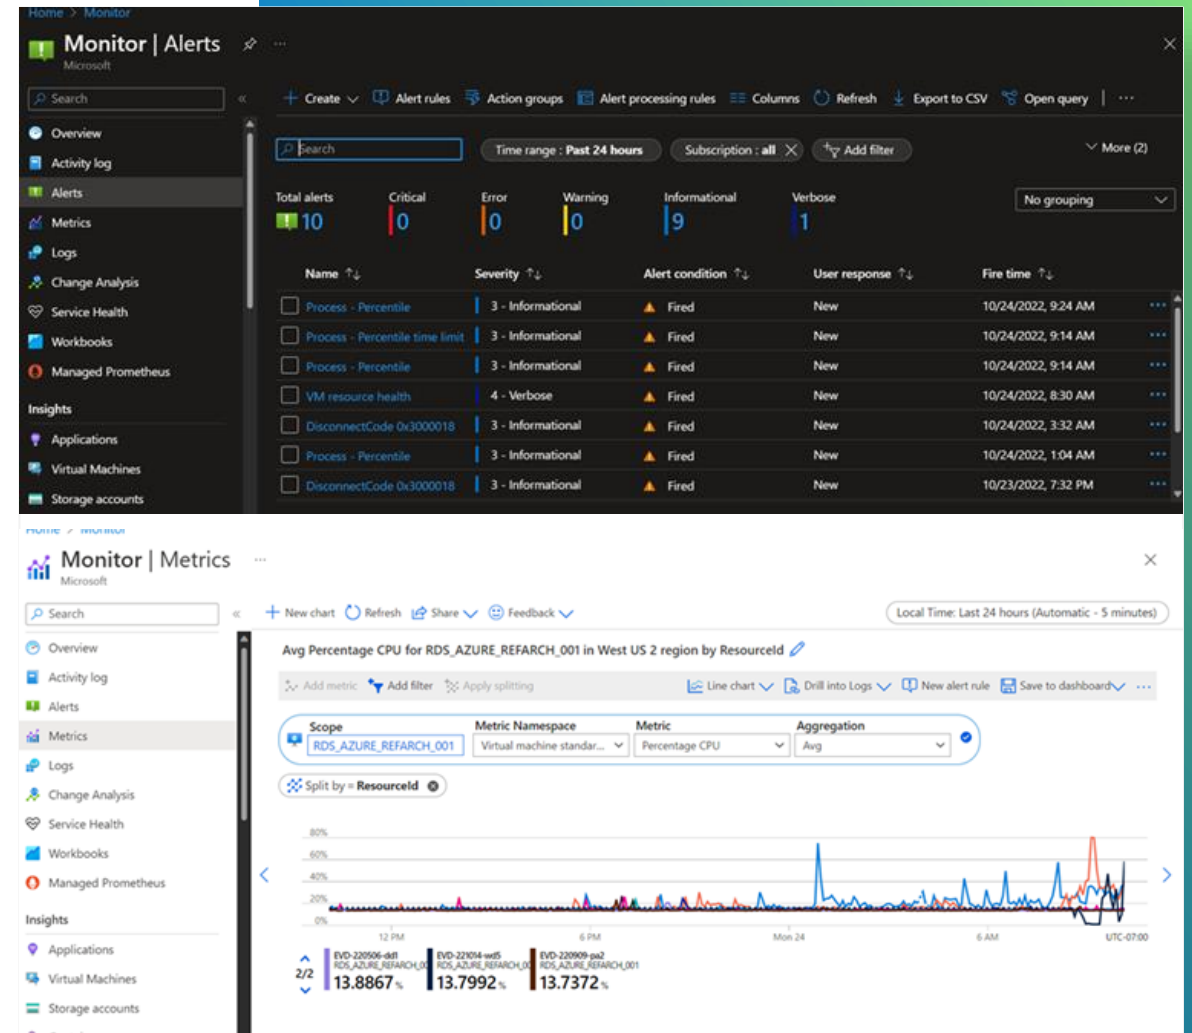 Home > Monitor
Monitor | Alerts ···
Microsoft
Search «
Create Alert rules Action groups Alert processing rules Columns Refresh Export to CSV Open query | ···
Overview
Activity log
Alerts
Metrics
Logs
Change Analysis
Service Health
Workbooks
Managed Prometheus
Insights
Applications
Virtual Machines
Storage accounts
Search Time range : Past 24 hours Subscription : all Add filter More (2)
Total alerts Critical Error Warning Informational Verbose
10 0 0 0 9 1
No grouping
Name ↑↓ Severity ↑↓ Alert condition ↑↓ User response ↑↓ Fire time ↑↓
Process - Percentile 3 - Informational Fired New 10/24/2022, 9:24 AM ···
Process - Percentile time limit 3 - Informational Fired New 10/24/2022, 9:14 AM ···
Process - Percentile 3 - Informational Fired New 10/24/2022, 9:14 AM ···
VM resource health 4 - Verbose Fired New 10/24/2022, 8:30 AM ···
DisconnectCode 0x3000018 3 - Informational Fired New 10/24/2022, 3:32 AM ···
Process - Percentile 3 - Informational Fired New 10/24/2022, 1:04 AM ···
DisconnectCode 0x3000018 3 - Informational Fired New 10/23/2022, 7:32 PM ···
Home > Monitor
Monitor | Metrics ···
Microsoft
Search «
New chart Refresh Share Feedback Local Time: Last 24 hours (Automatic - 5 minutes)
Overview
Activity log
Alerts
Metrics
Logs
Change Analysis
Service Health
Workbooks
Managed Prometheus
Insights
Applications
Virtual Machines
Storage accounts
Avg Percentage CPU for RDS_AZURE_REFARCH_001 in West US 2 region by ResourceId
Add metric Add filter Apply splitting Line chart Drill into Logs New alert rule Save to dashboard ···
Scope Metric Namespace Metric Aggregation
RDS_AZURE_REFARCH_001 Virtual machine standar... Percentage CPU Avg
Split by = ResourceId
80%
60%
40%
20%
0%
12 PM 6 PM Mon 24 6 AM UTC-07:00
2/2
EVD-220506-dd1 EVD-221014-wd5 EVD-220909-pa2
RDS_AZURE_REFARCH_00 RDS_AZURE_REFARCH_00 RDS_AZURE_REFARCH_001
13.8867 % 13.7992 % 13.7372 %